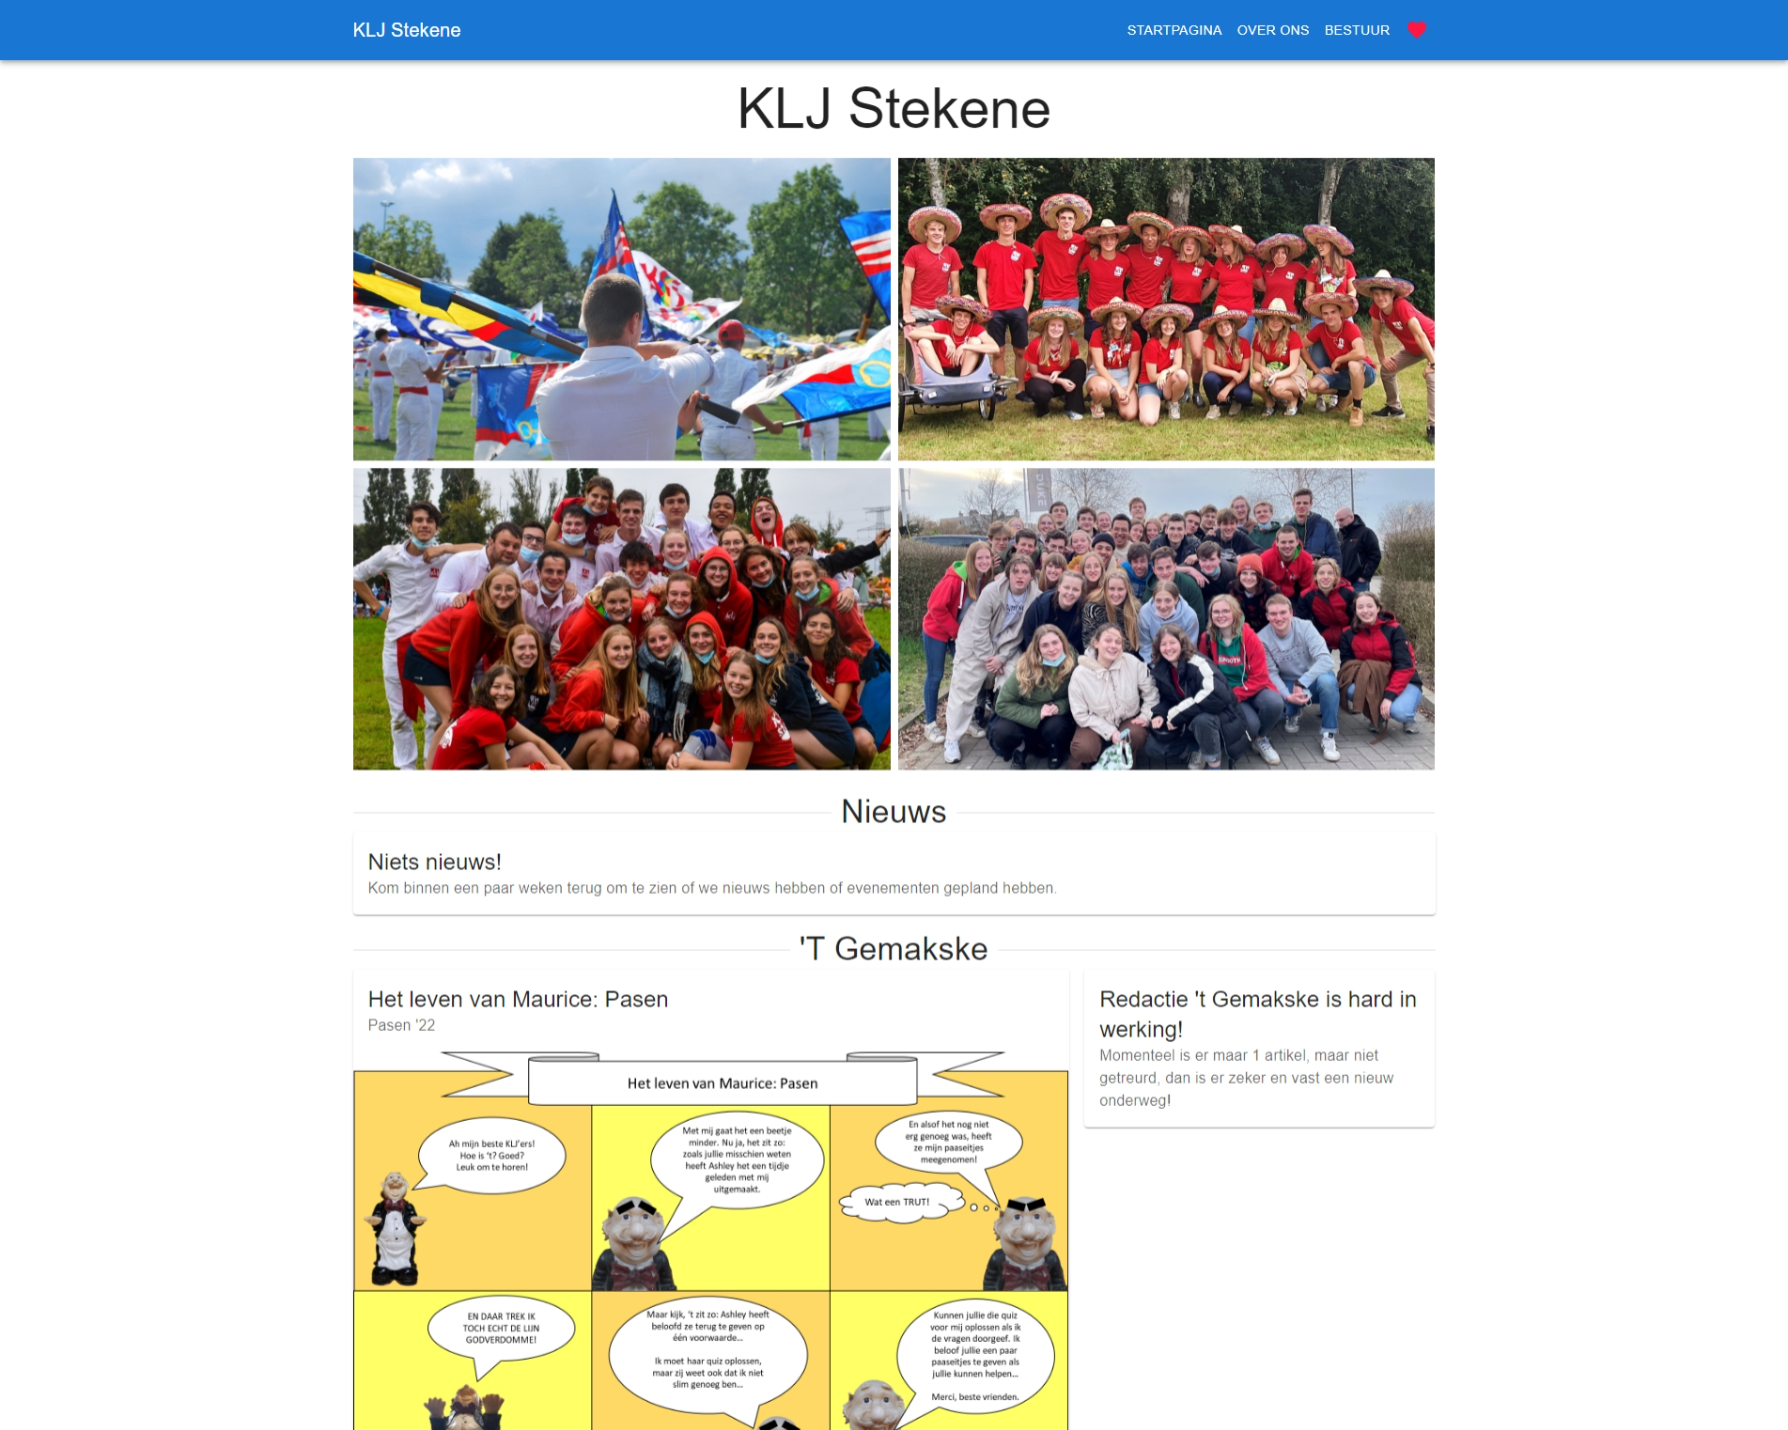 KLJ Stekene
STARTPAGINA
OVER ONS
BESTUUR
KLJ Stekene
Nieuws
Niets nieuws!
Kom binnen een paar weken terug om te zien of we nieuws hebben of evenementen gepland hebben.
'T Gemakske
Het leven van Maurice: Pasen
Pasen '22
Het leven van Maurice: Pasen
Ah mijn beste KLJ'ers!
Hoe is 't? Goed?
Leuk om te horen!
Met mij gaat het een beetje
minder. Nu ja, het zit zo:
zoals jullie misschien weten
heeft Ashley het een tijdje
geleden met mij
uitgemaakt.
En alsof het nog niet
erg genoeg was, heeft
ze mijn paaseitjes
meegenomen!
Wat een TRUT!
EN DAAR TREK IK
TOCH ECHT DE LIJN
GODVERDOMME!
Maar kijk, 't zit zo: Ashley heeft
beloofd ze terug te geven op
één voorwaarde...
Ik moet haar quiz oplossen,
maar zij weet ook dat ik niet
slim genoeg ben...
Kunnen jullie die quiz
voor mij oplossen als ik
de vragen doorgeef. Ik
beloof jullie een paar
paaseitjes te geven als
jullie kunnen helpen...
Merci, beste vrienden.
Redactie 't Gemakske is hard in
werking!
Momenteel is er maar 1 artikel, maar niet
getreurd, dan is er zeker en vast een nieuw
onderweg!